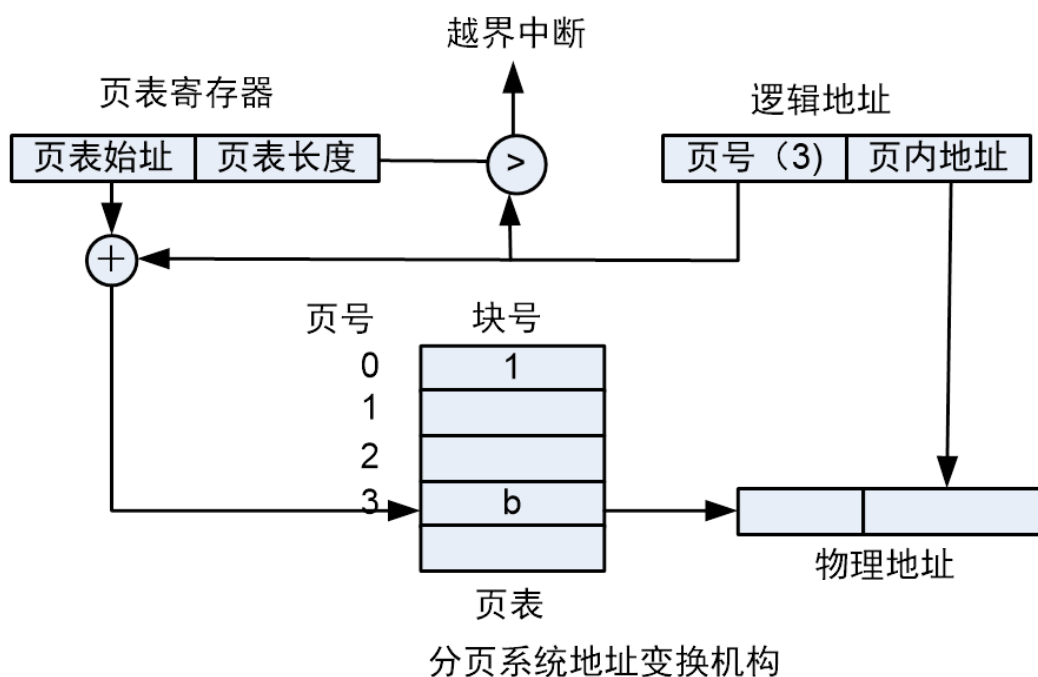 越界中断
页表寄存器
逻辑地址
页表始址 页表长度 > 页号（3) 页内地址
+
页号 块号
0 1
1
2
3 b
物理地址
页表
分页系统地址变换机构